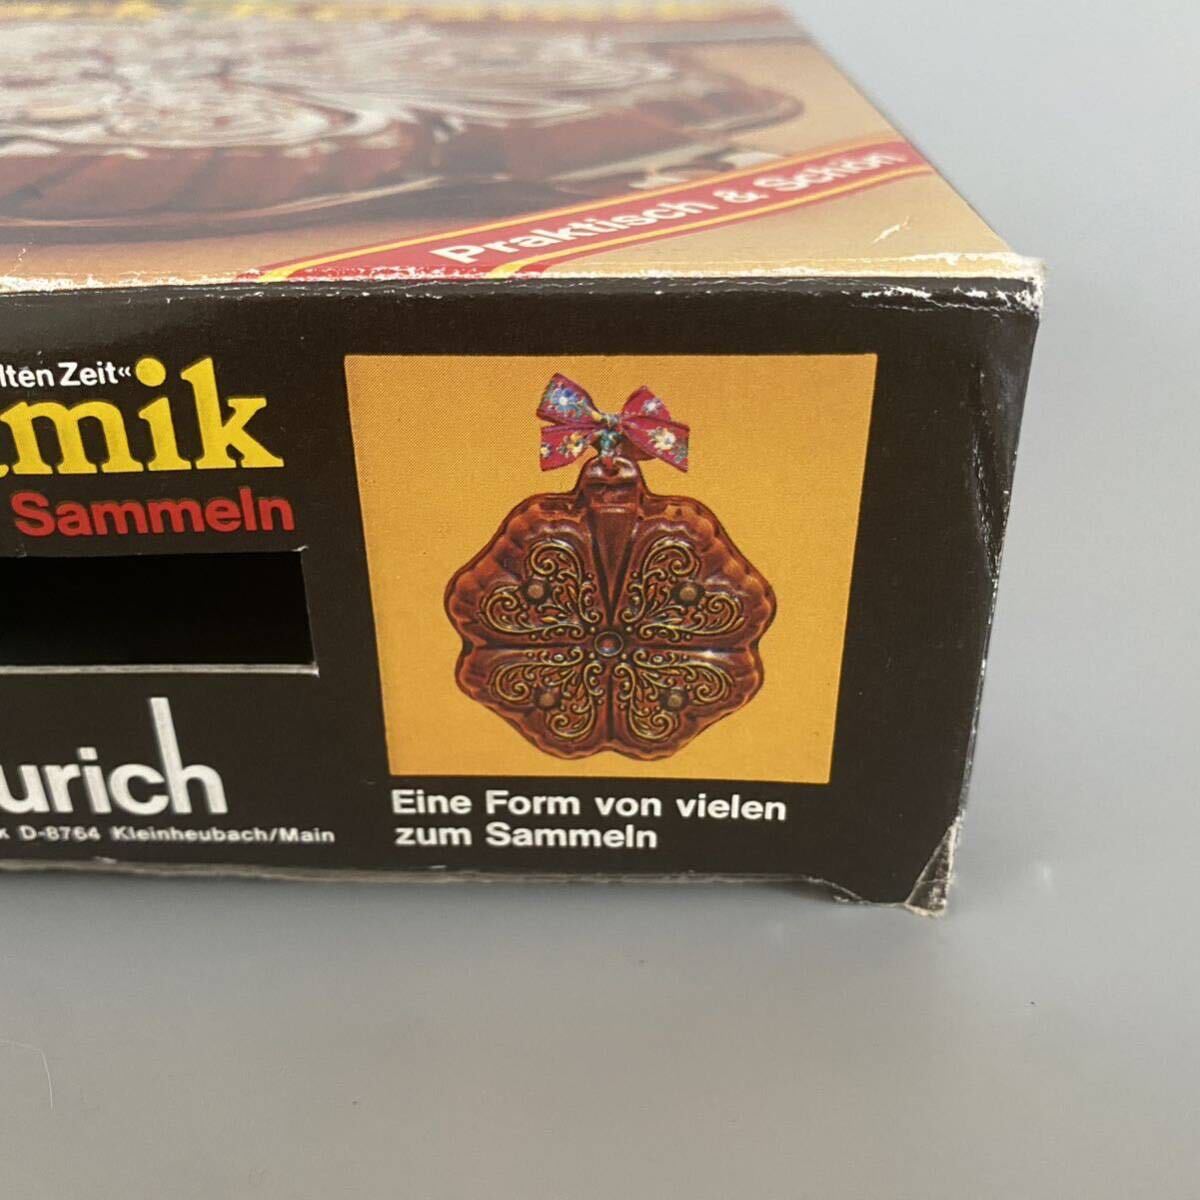 Praktisch & Schön
lten Zeit“
mik
Sammeln
urich
D-8764 Kleinheubach/Main
Eine Form von vielen
zum Sammeln